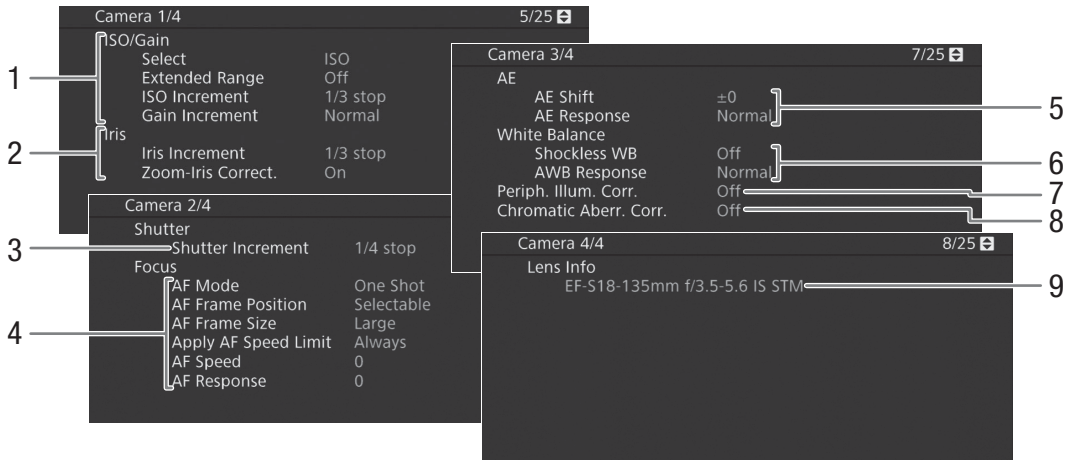 Camera 1/4 5/25
ISO/Gain
Select ISO
Extended Range Off
ISO Increment 1/3 stop
Gain Increment Normal
Iris
Iris Increment 1/3 stop
Zoom-Iris Correct. On
1
2
Camera 2/4
Shutter
Shutter Increment 1/4 stop
Focus
AF Mode One Shot
AF Frame Position Selectable
AF Frame Size Large
Apply AF Speed Limit Always
AF Speed 0
AF Response 0
3
4
Camera 3/4 7/25
AE
AE Shift ±0
AE Response Normal
White Balance
Shockless WB Off
AWB Response Normal
Periph. Illum. Corr. Off
Chromatic Aberr. Corr. Off
5
6
7
8
Camera 4/4 8/25
Lens Info
EF-S18-135mm f/3.5-5.6 IS STM
9